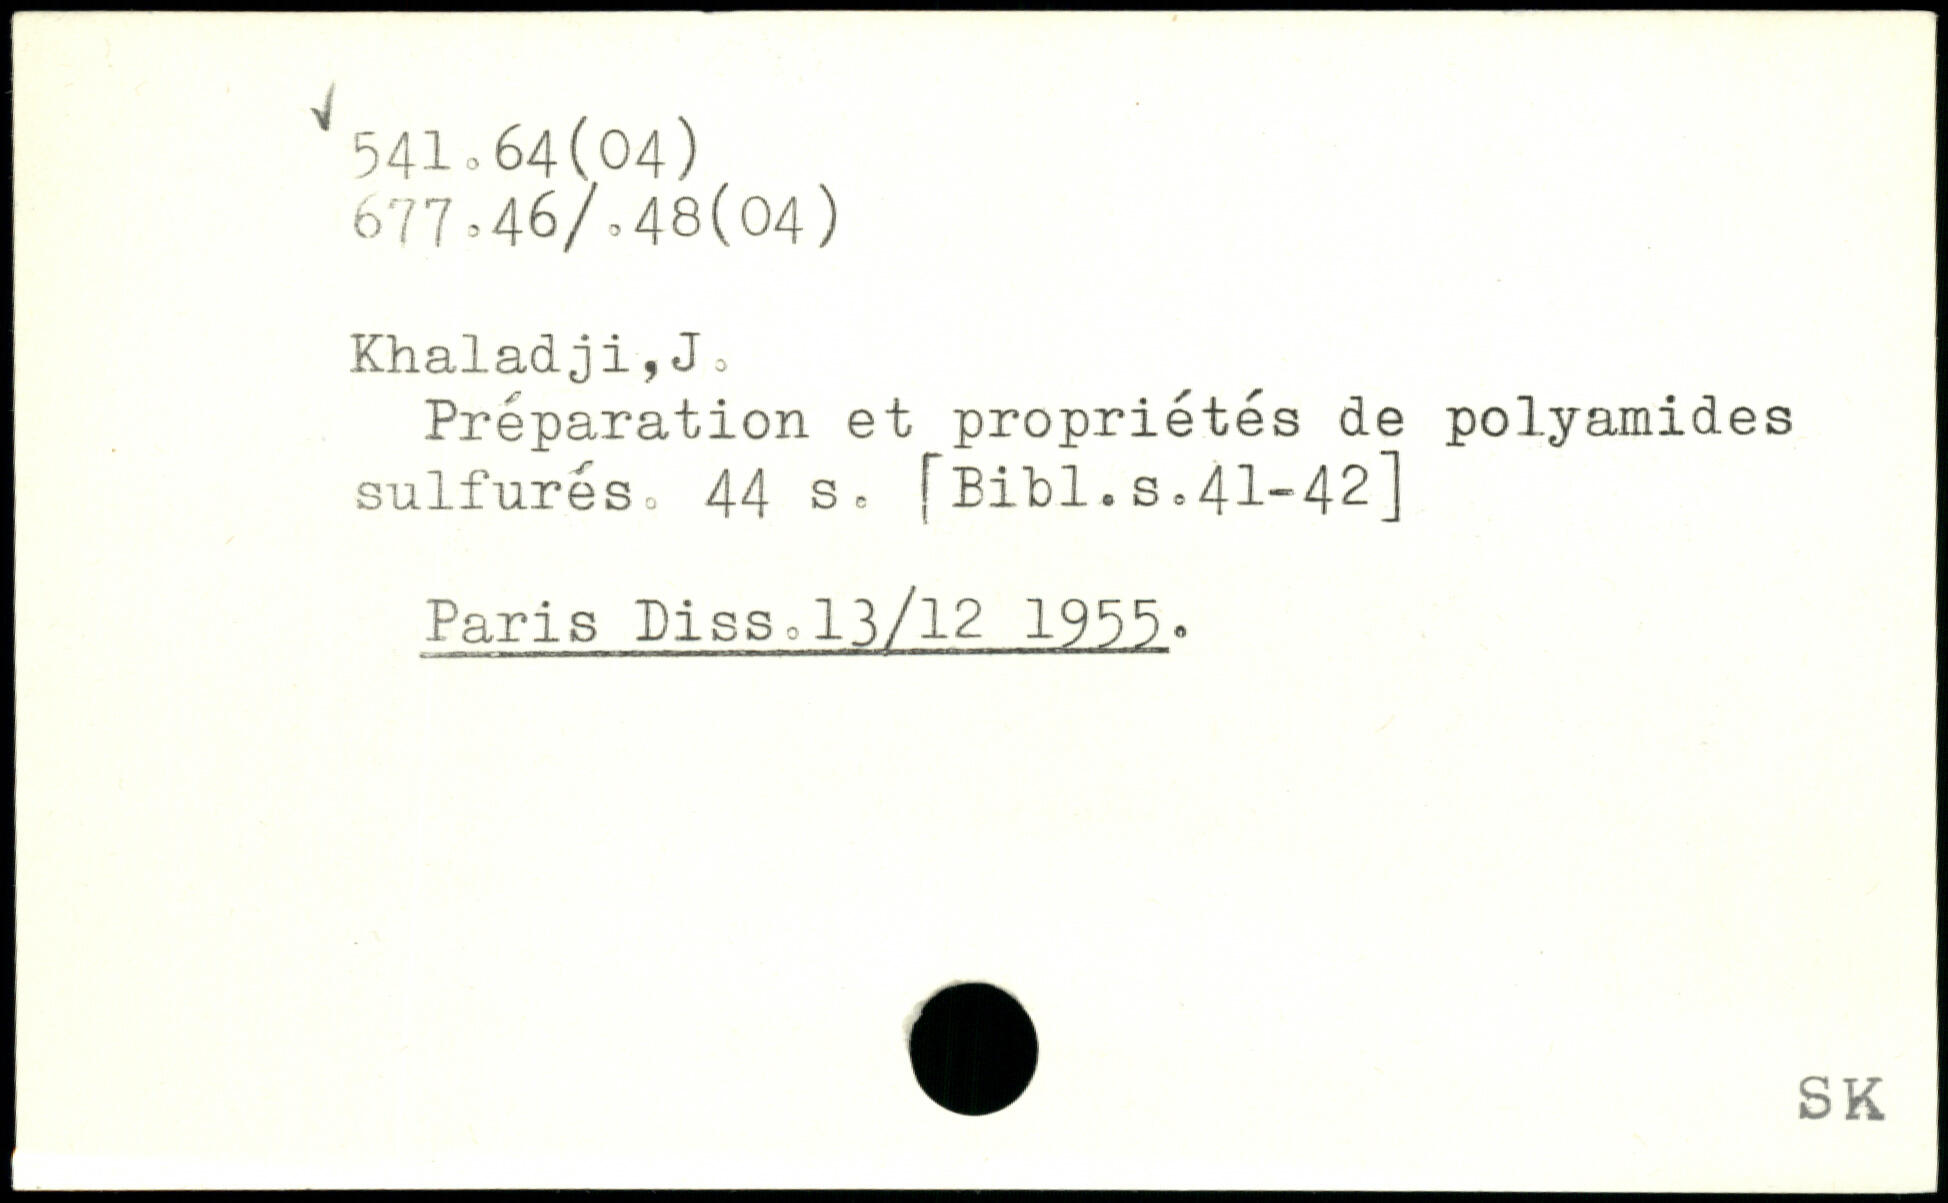 541.64(04)
677.46/.48(04)
Khaladji,J.
Préparation et propriétés de polyamides
sulfurés. 44 s. [Bibl.s.41-42]
Paris Diss.13/12 1955.
SK